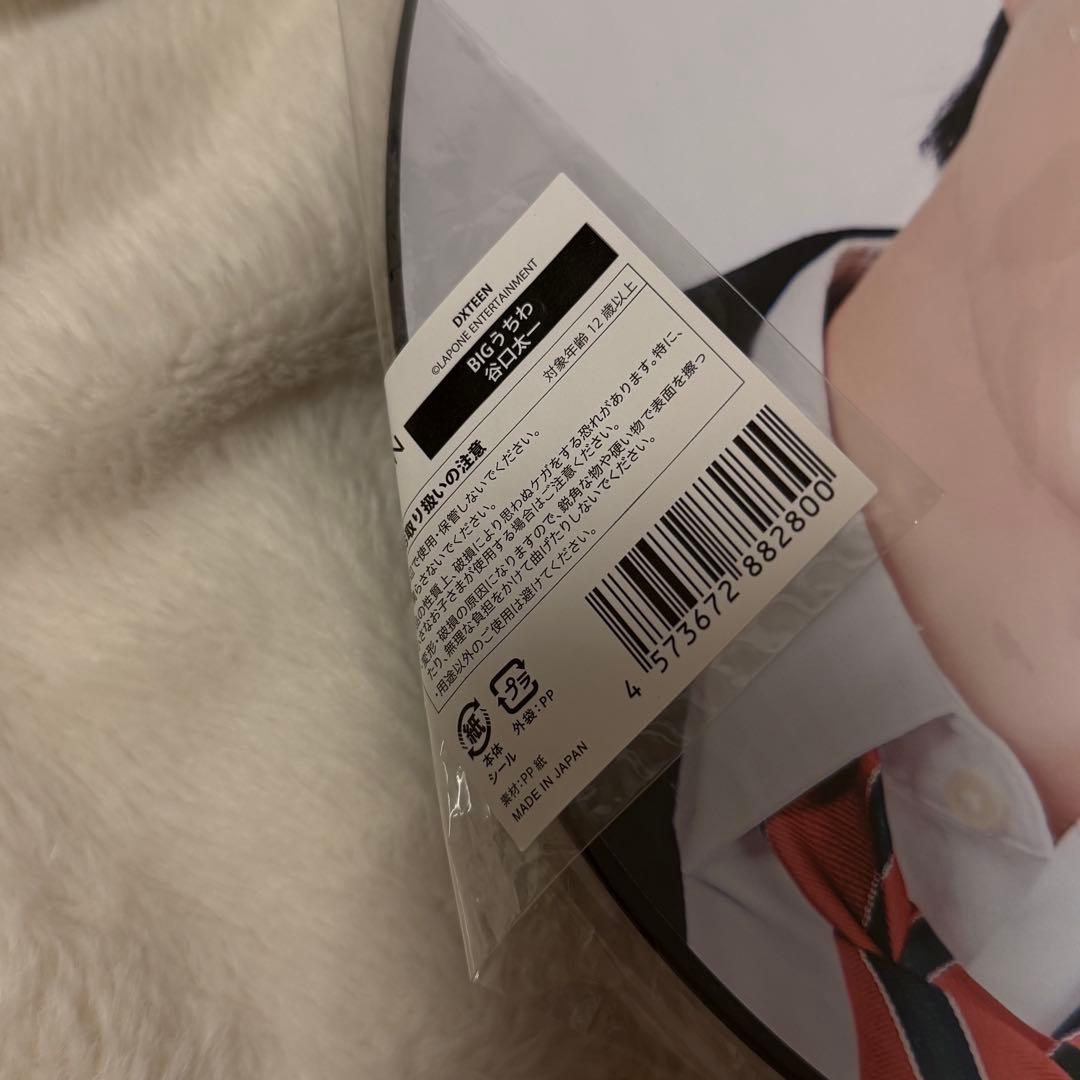 DXTEEN
©LAPONE ENTERTAINMENT
BIGうちわ
谷口太一
対象年齢 12 歳以上
取り扱いの注意
で使用・保管しないでください。
らさないでください。
の性質上、破損により思わぬケガをする恐れがあります。特に、
さなお子さまが使用する場合はご注意ください。
変形・破損の原因になりますので、鋭角な物や硬い物で表面を擦っ
たり、無理な負担をかけて曲げたりしないでください。
・用途以外のご使用は避けてください。
4 573672 882800
紙
本体
シール
プラ
外袋：PP
素材：PP 紙
MADE IN JAPAN